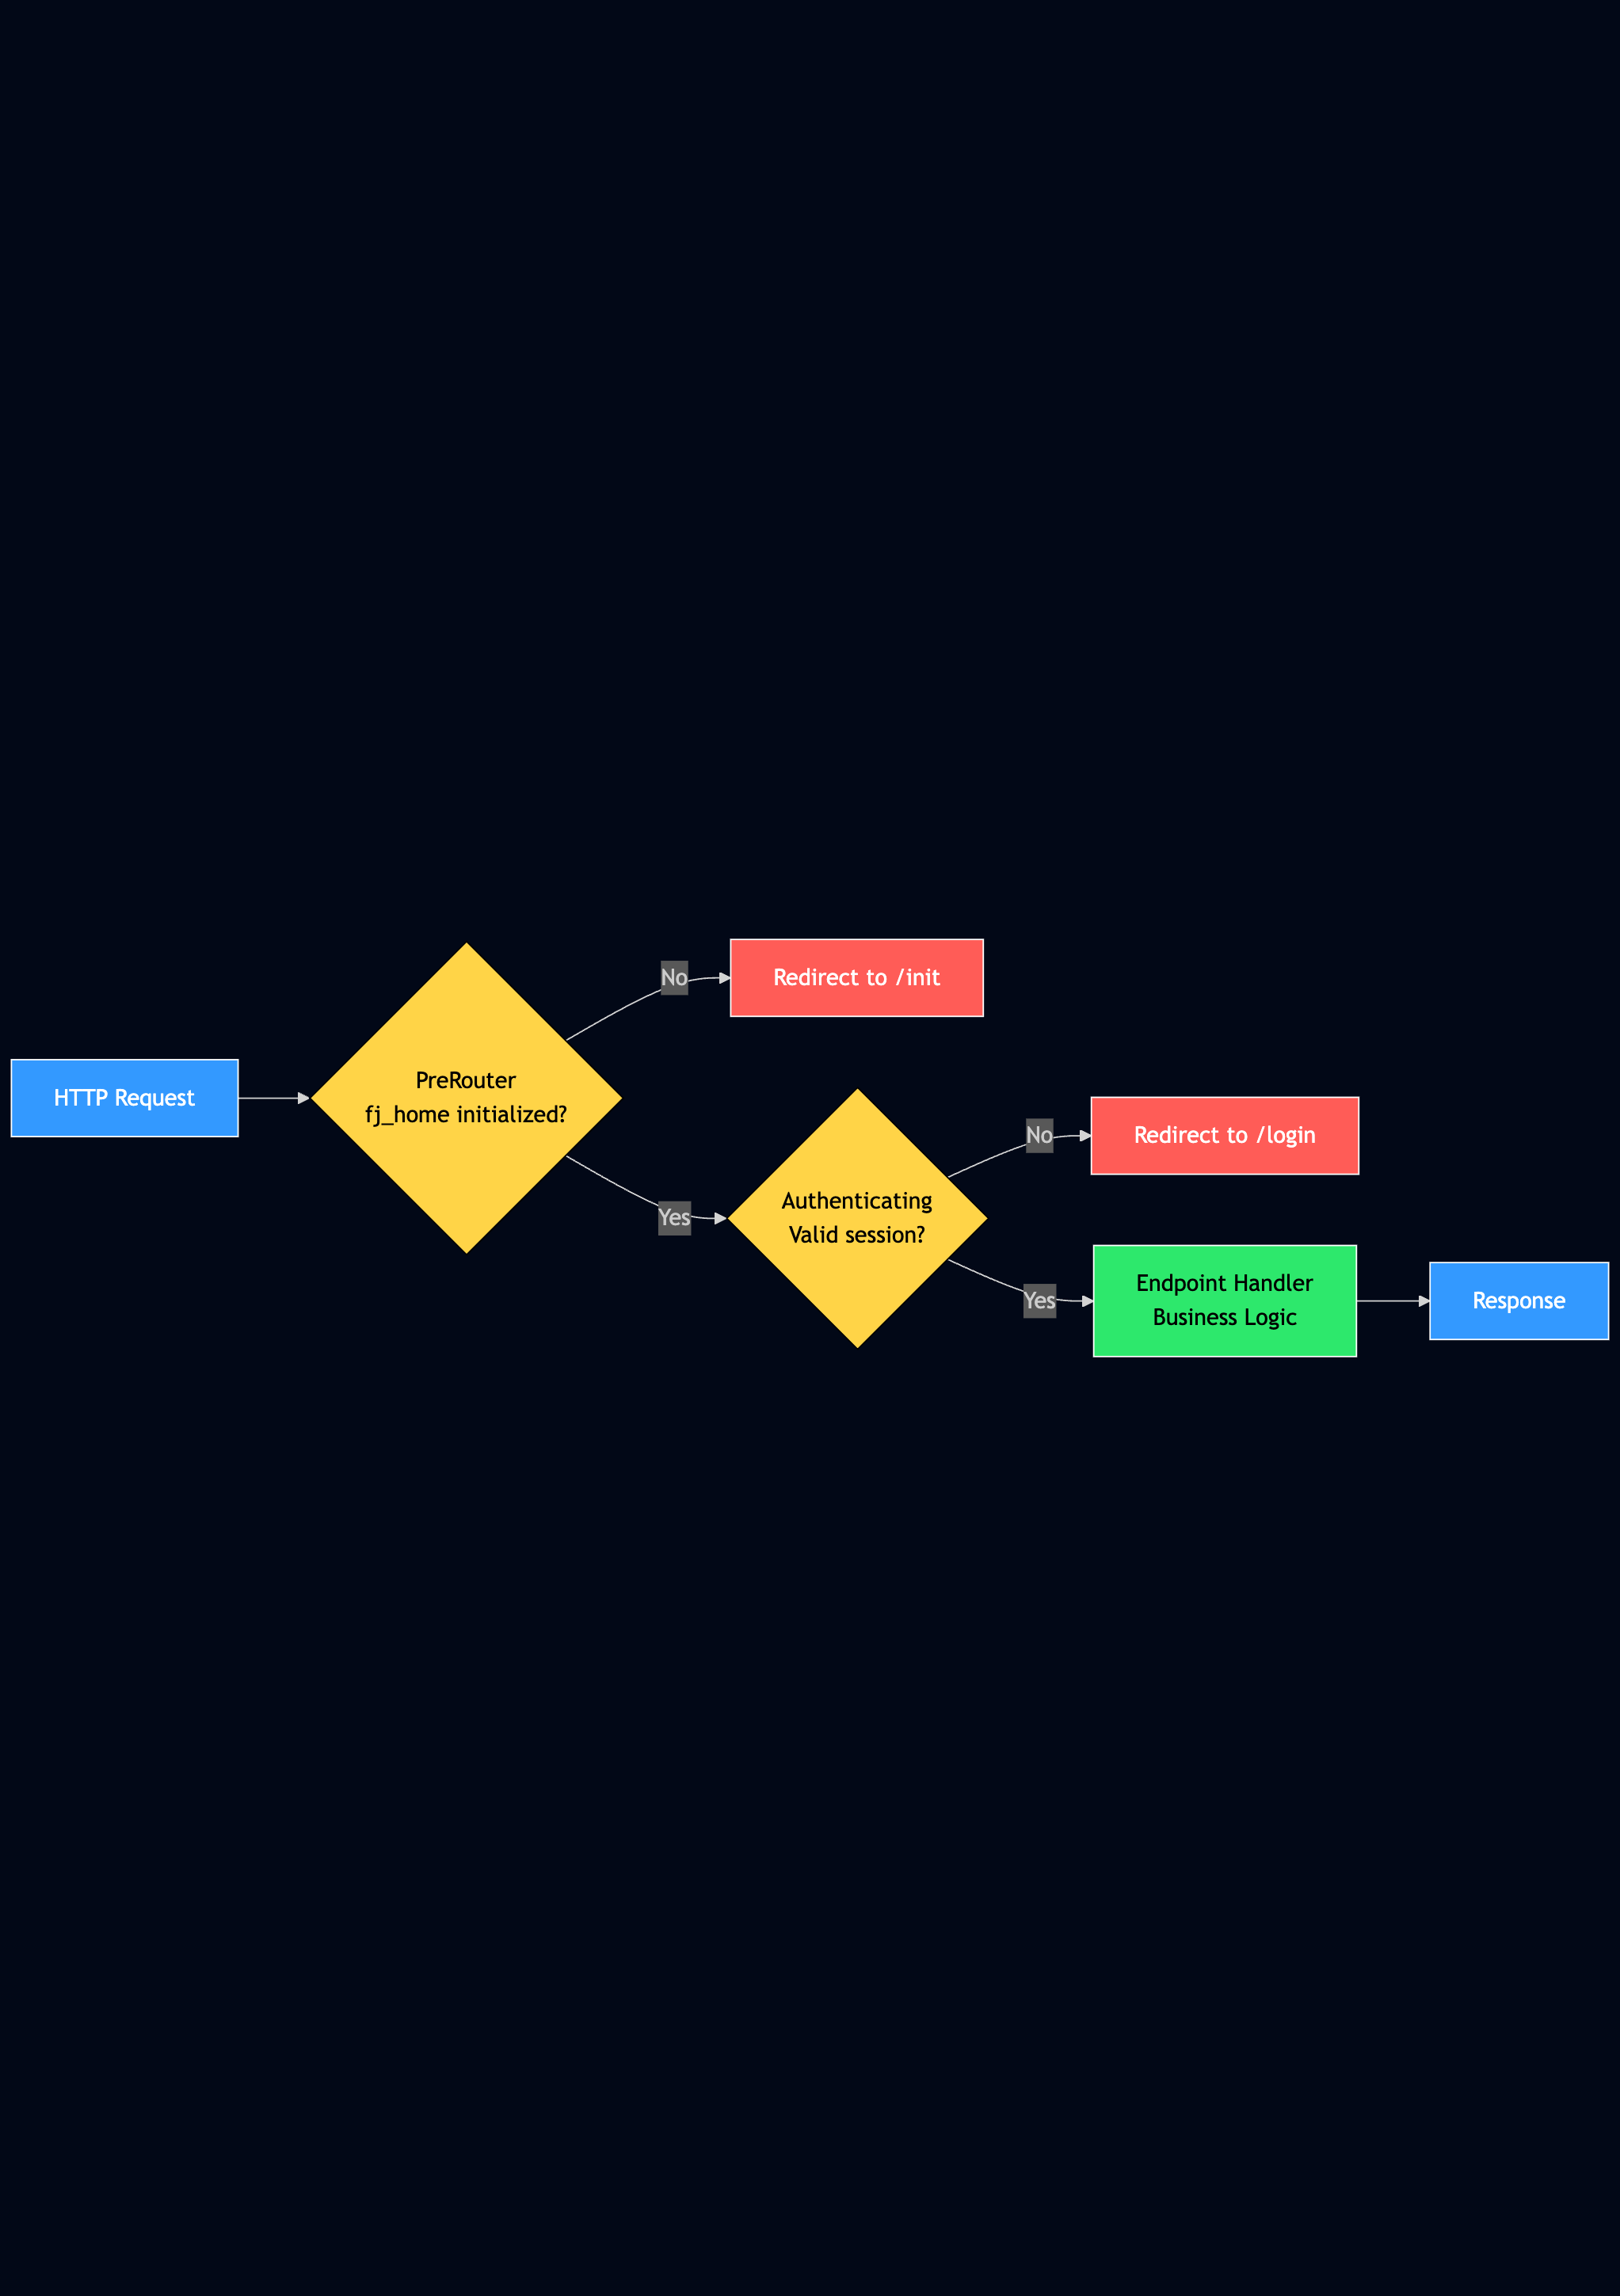 HTTP Request
PreRouter
fj_home initialized?
No
Redirect to /init
Yes
Authenticating
Valid session?
No
Redirect to /login
Yes
Endpoint Handler
Business Logic
Response